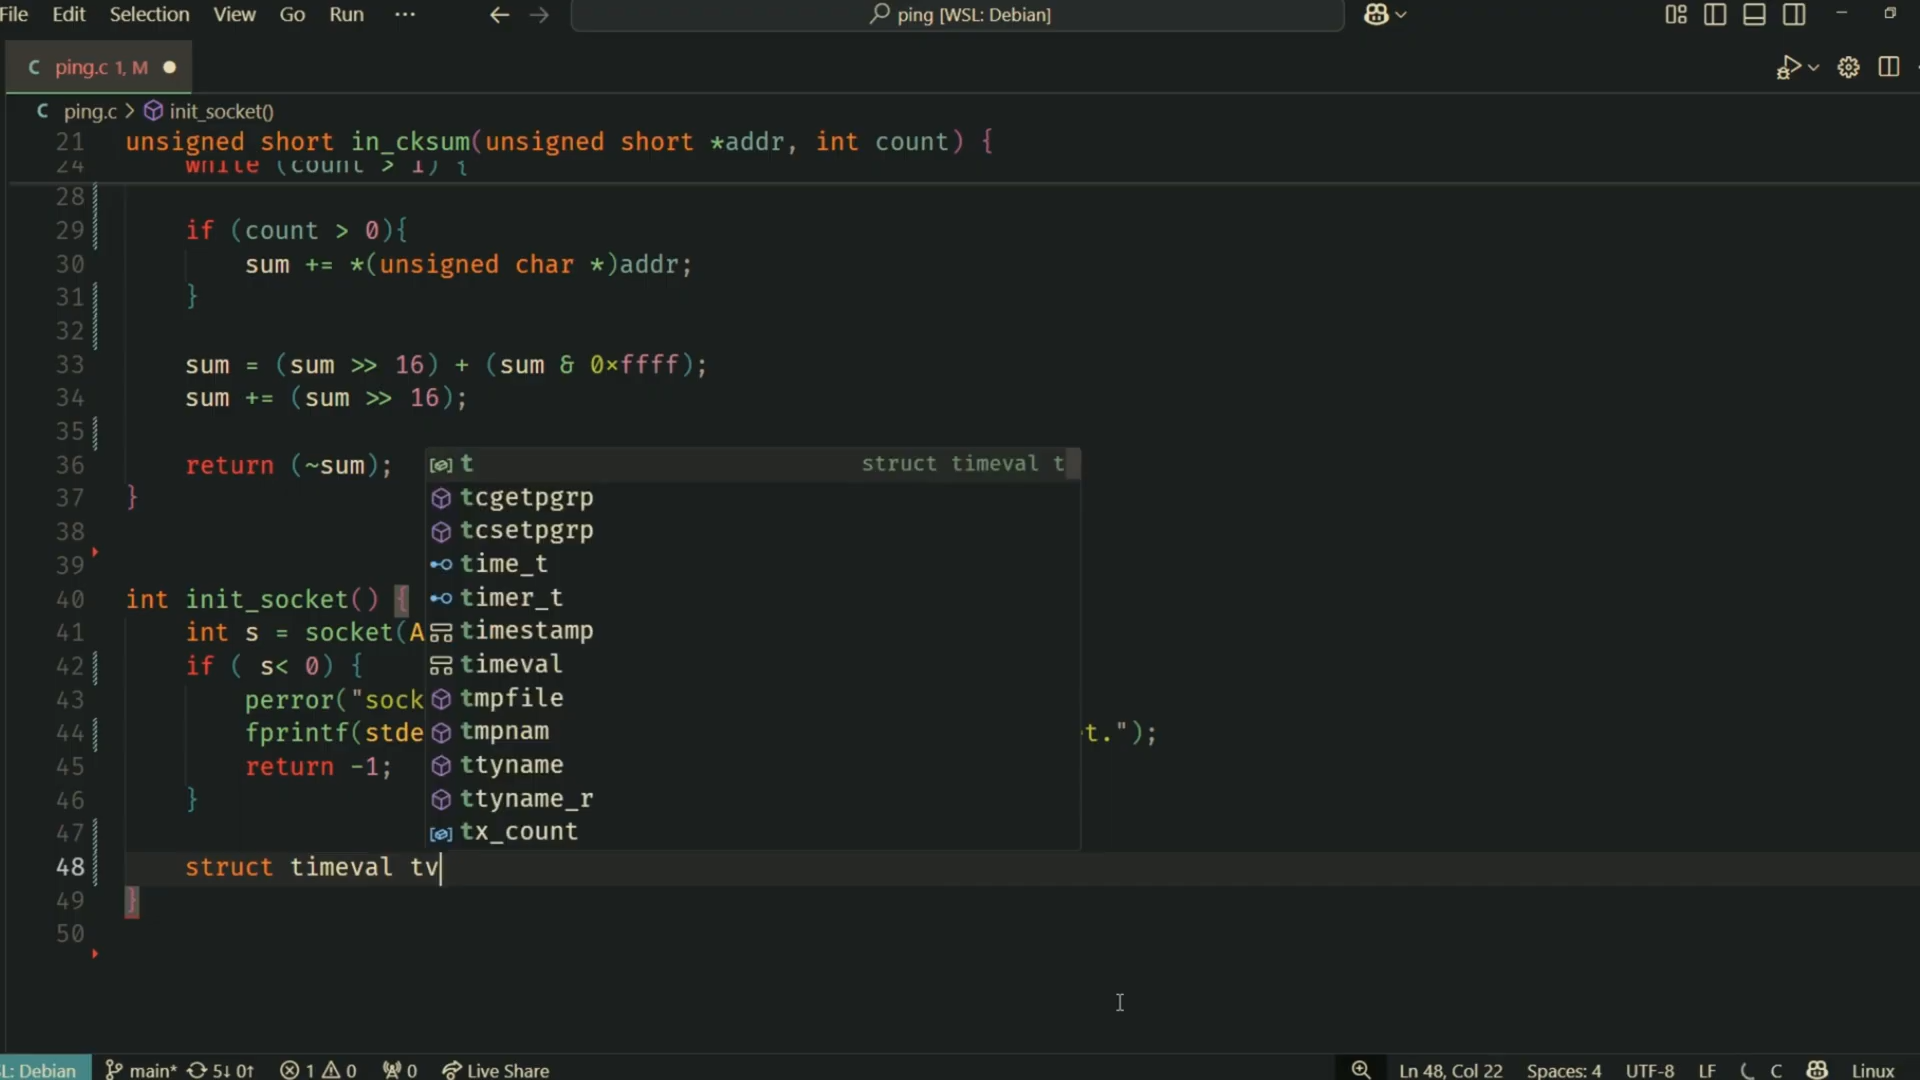 File Edit Selection View Go Run ··· ping [WSL: Debian]
C ping.c 1, M
C ping.c > init_socket()
21 unsigned short in_cksum(unsigned short *addr, int count) {
24 while (count > 1) {
28
29 if (count > 0){
30 sum += *(unsigned char *)addr;
31 }
32
33 sum = (sum >> 16) + (sum & 0xffff);
34 sum += (sum >> 16);
35
36 return (~sum);
37 }
38
39
40 int init_socket() {
41 int s = socket(A
42 if ( s< 0) {
43 perror("sock
44 fprintf(stde t.");
45 return -1;
46 }
47
48 struct timeval tv
49 }
50
t struct timeval t
tcgetpgrp
tcsetpgrp
time_t
timer_t
timestamp
timeval
tmpfile
tmpnam
ttyname
ttyname_r
tx_count
L: Debian main* 5↓ 0↑ 1 0 0 Live Share Ln 48, Col 22 Spaces: 4 UTF-8 LF C Linux